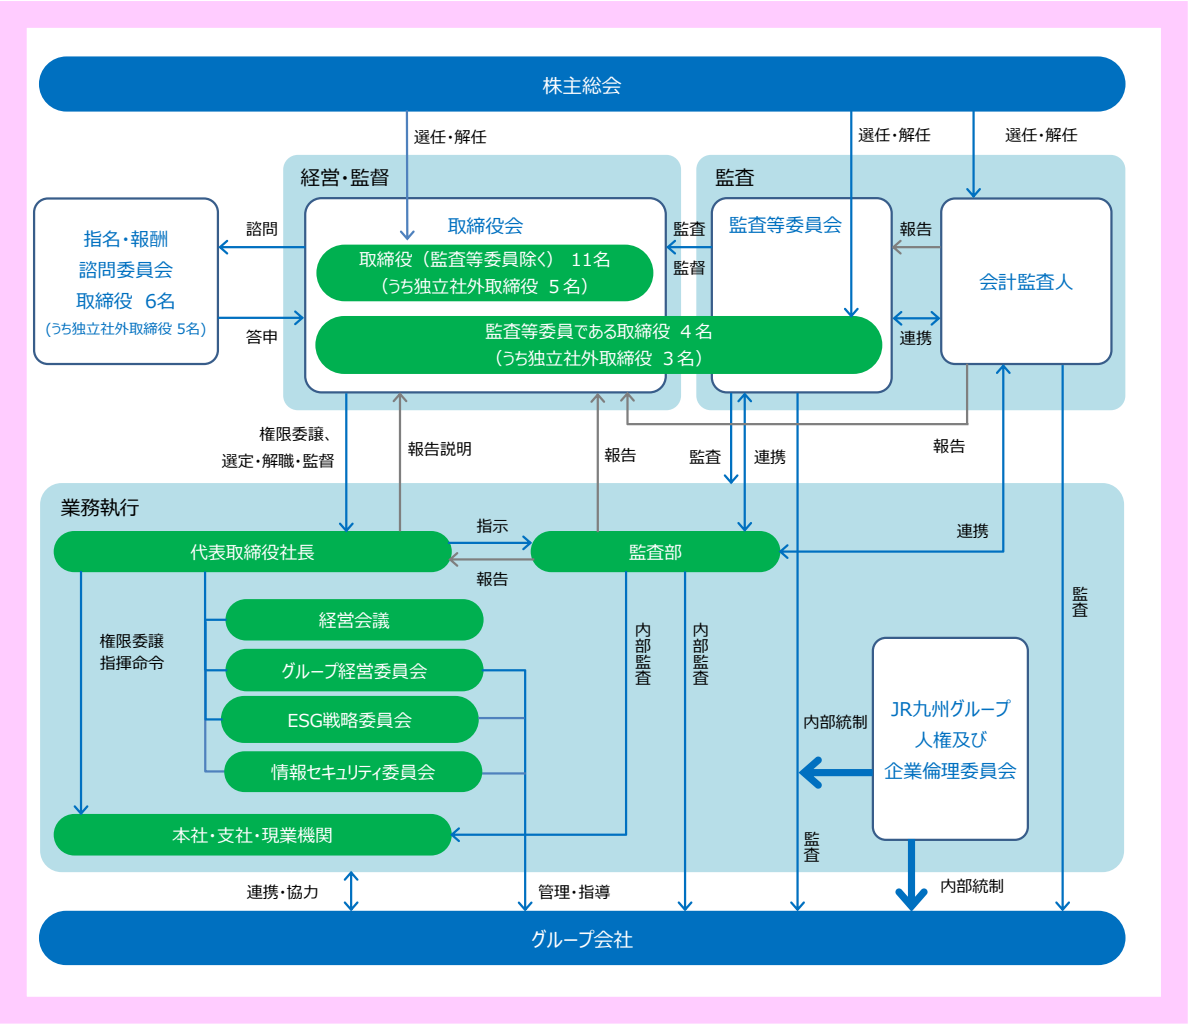 株主総会
選任・解任
選任・解任
選任・解任
経営・監督
監査
指名・報酬
諮問委員会
取締役 6名
(うち独立社外取締役 5名)
諮問
答申
取締役会
取締役（監査等委員除く） 11名
（うち独立社外取締役 5名）
監査等委員である取締役 4名
（うち独立社外取締役 3名）
監査
監督
監査等委員会
報告
連携
会計監査人
権限委譲、
選定・解職・監督
報告説明
報告
監査
連携
報告
業務執行
代表取締役社長
指示
報告
監査部
連携
監査
経営会議
グループ経営委員会
ESG戦略委員会
情報セキュリティ委員会
権限委譲
指揮命令
内部監査
内部監査
内部統制
JR九州グループ
人権及び
企業倫理委員会
本社・支社・現業機関
監査
連携・協力
管理・指導
内部統制
グループ会社